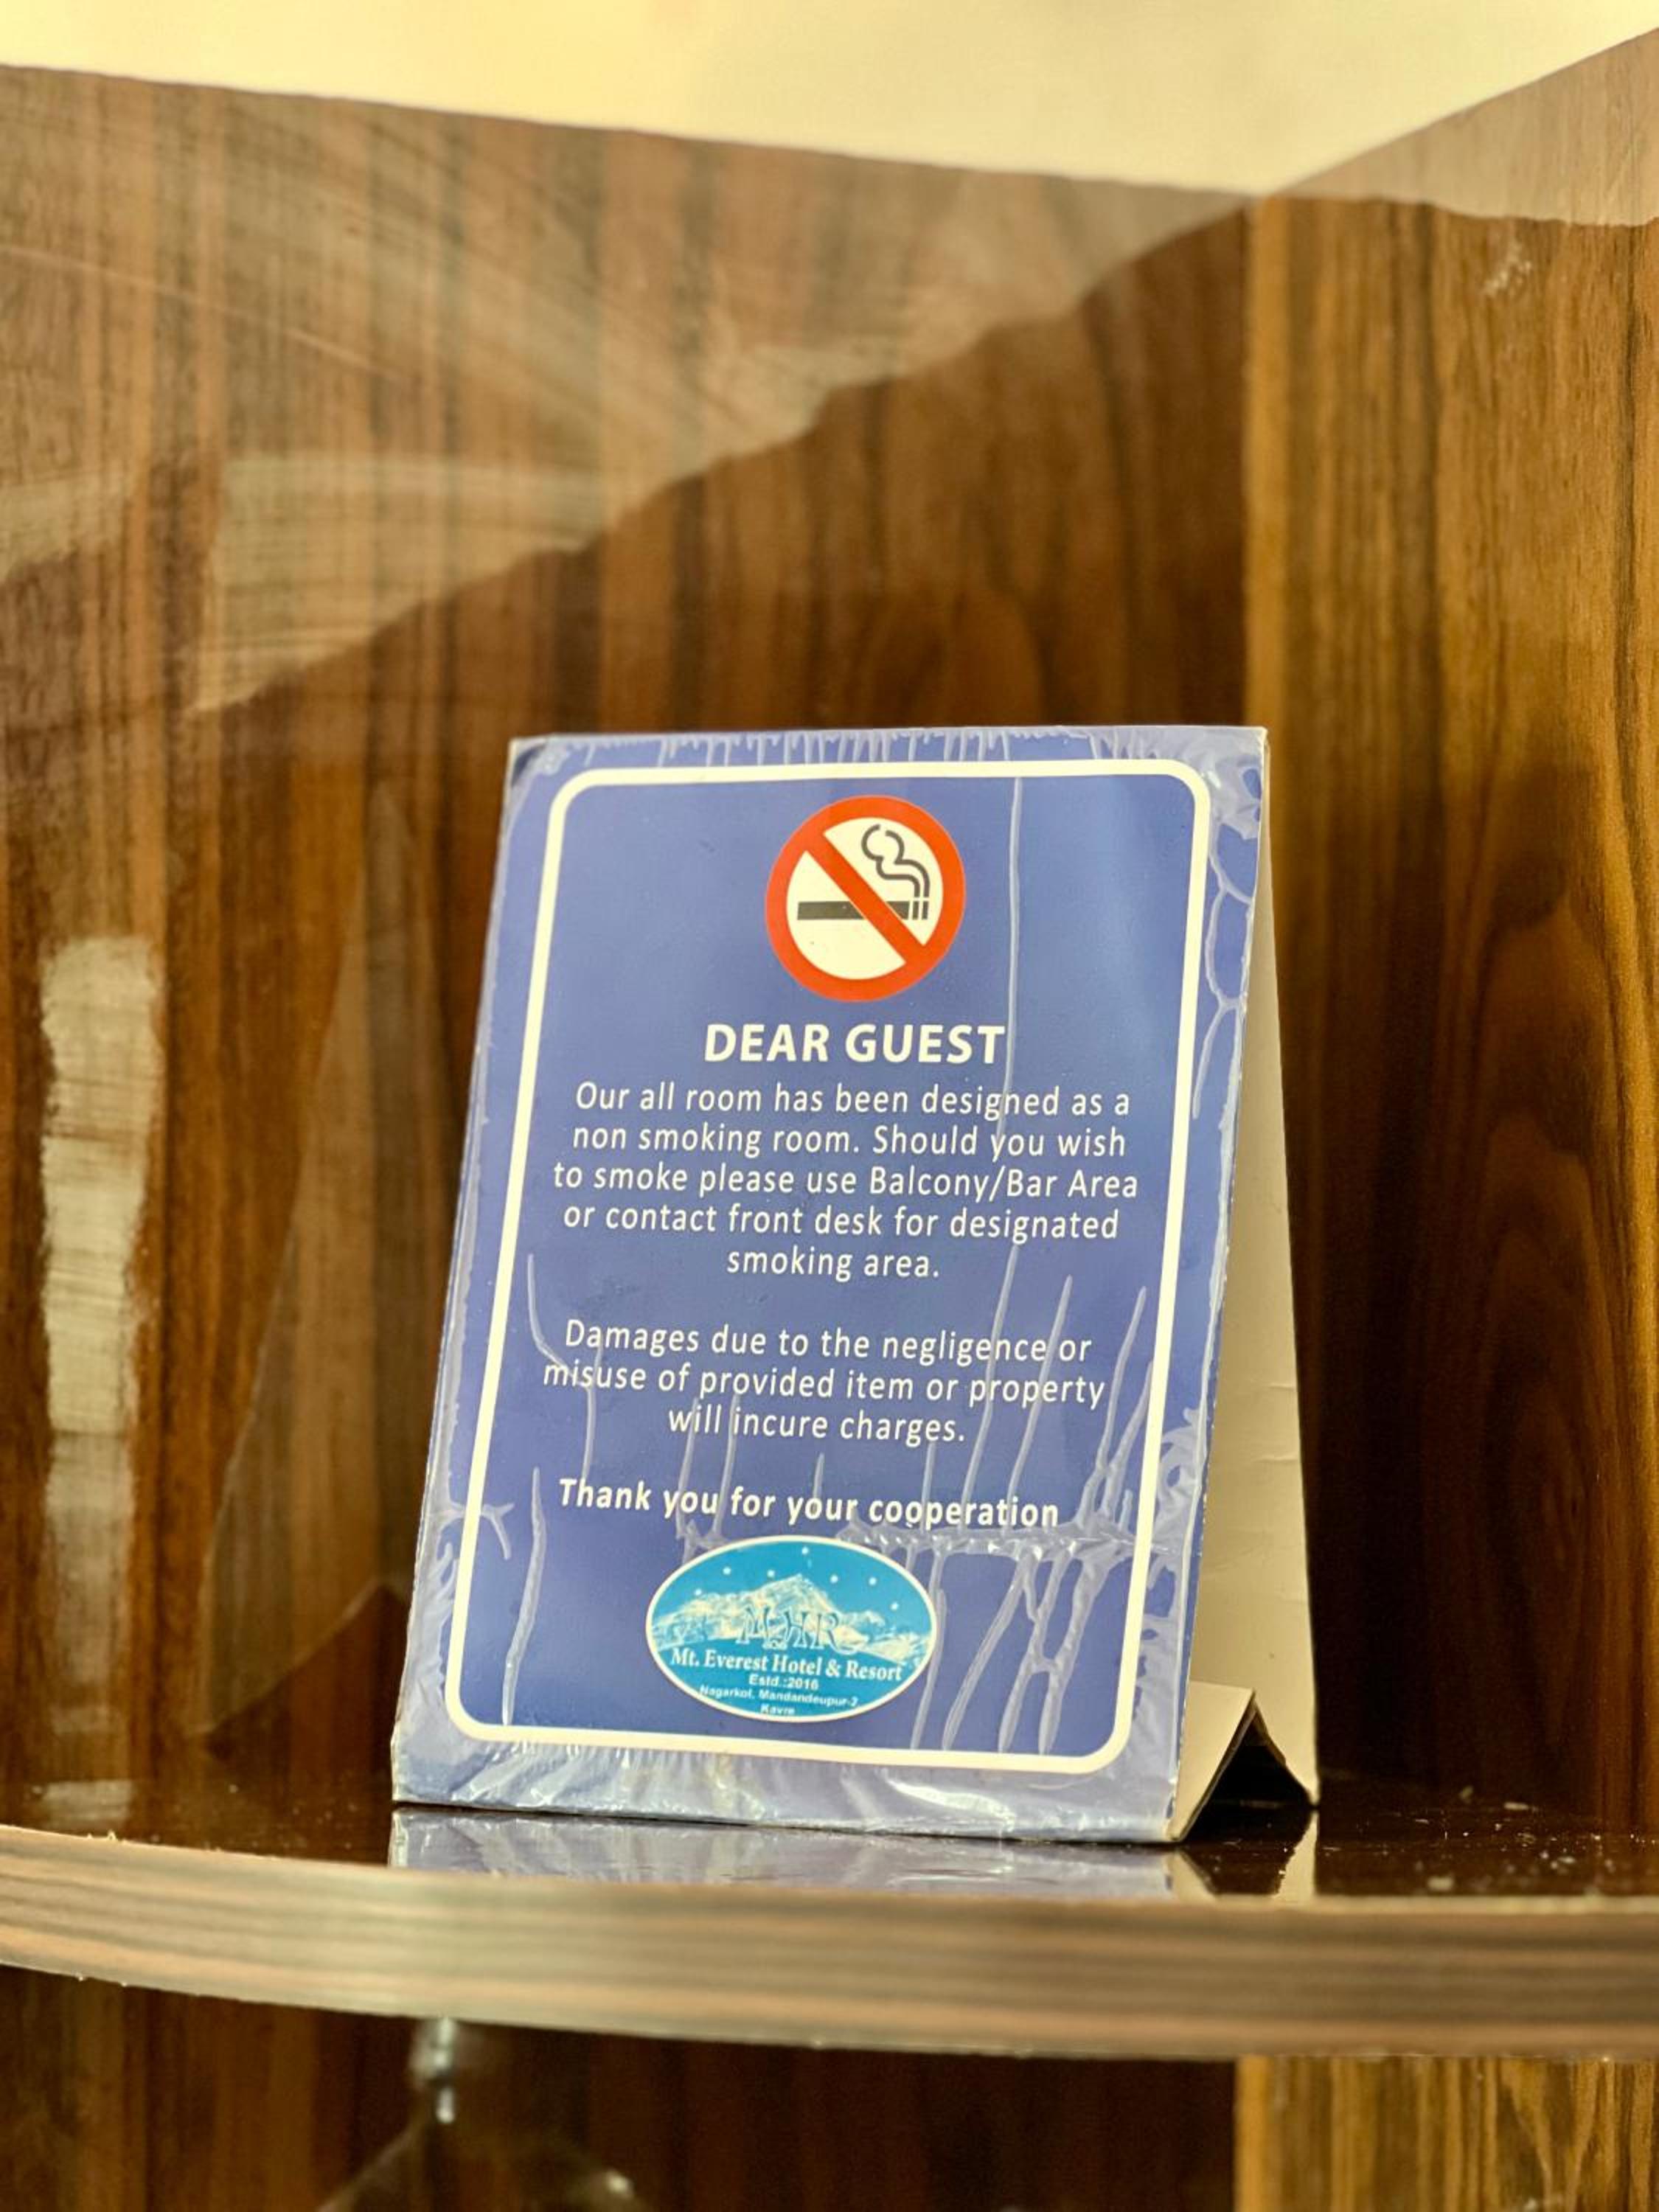 DEAR GUEST
Our all room has been designed as a
non smoking room. Should you wish
to smoke please use Balcony/Bar Area
or contact front desk for designated
smoking area.
Damages due to the negligence or
misuse of provided item or property
will incure charges.
Thank you for your cooperation
MHR
Mt. Everest Hotel & Resort
Estd.:2016
Nagarkot, Mandandeupur-2
Kavre